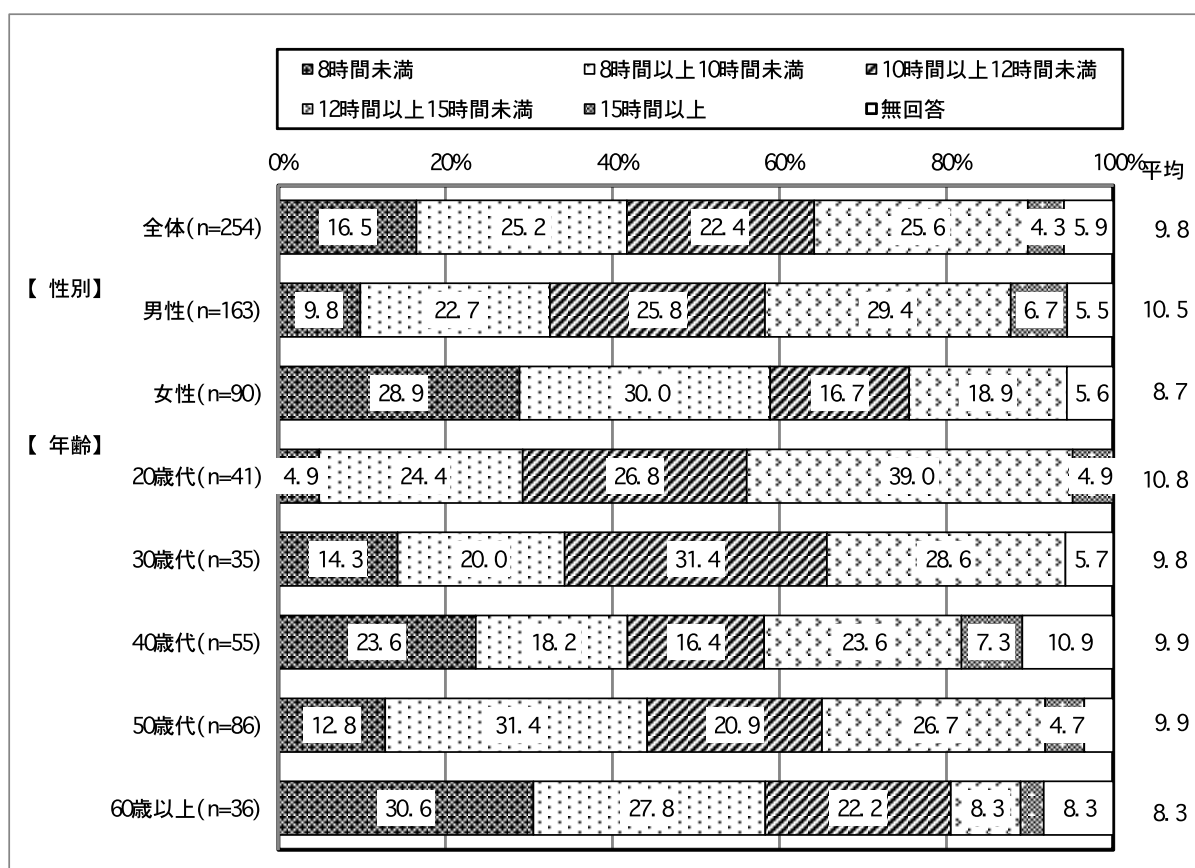 8時間未満 8時間以上10時間未満 10時間以上12時間未満
12時間以上15時間未満 15時間以上 無回答
0% 20% 40% 60% 80% 100% 平均
全体(n=254) 16.5 25.2 22.4 25.6 4.3 5.9 9.8
【 性別】
男性(n=163) 9.8 22.7 25.8 29.4 6.7 5.5 10.5
女性(n=90) 28.9 30.0 16.7 18.9 5.6 8.7
【 年齢】
20歳代(n=41) 4.9 24.4 26.8 39.0 4.9 10.8
30歳代(n=35) 14.3 20.0 31.4 28.6 5.7 9.8
40歳代(n=55) 23.6 18.2 16.4 23.6 7.3 10.9 9.9
50歳代(n=86) 12.8 31.4 20.9 26.7 4.7 9.9
60歳以上(n=36) 30.6 27.8 22.2 8.3 8.3 8.3